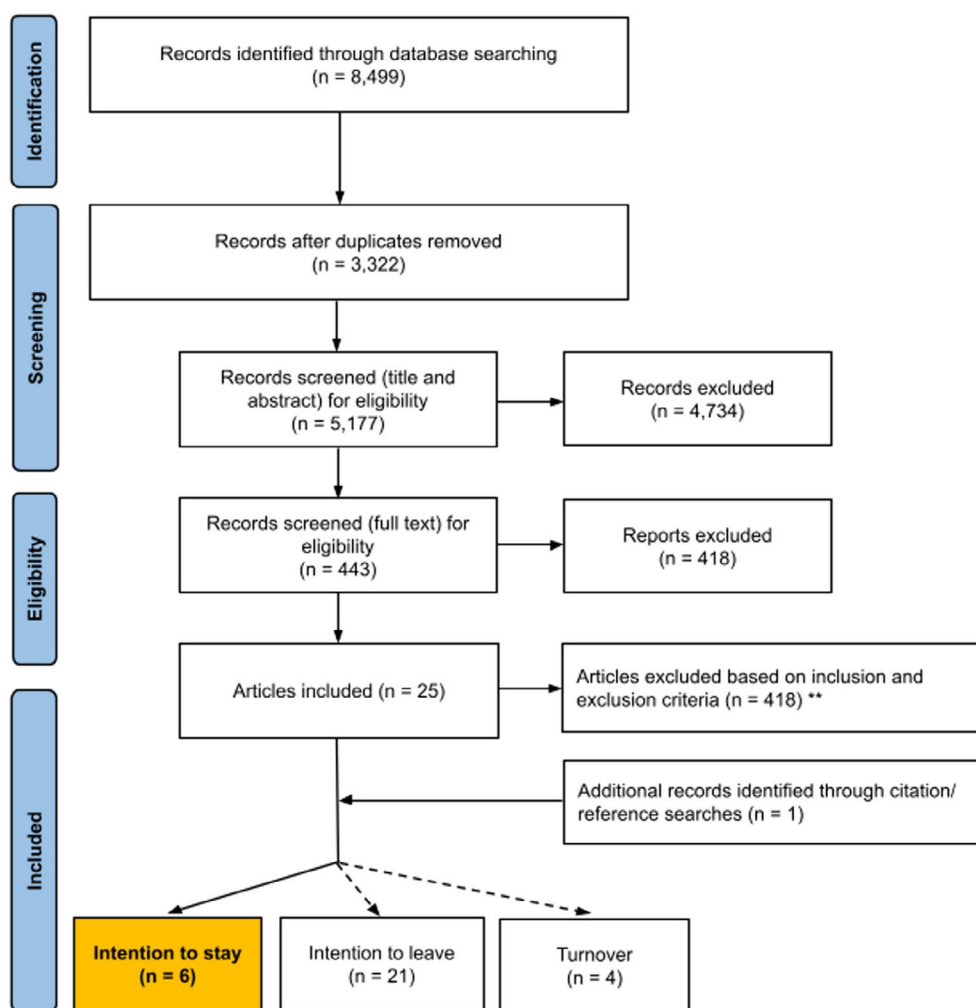 Identification
Records identified through database searching
(n = 8,499)
Screening
Records after duplicates removed
(n = 3,322)
Records screened (title and
abstract) for eligibility
(n = 5,177)
Records excluded
(n = 4,734)
Eligibility
Records screened (full text) for
eligibility
(n = 443)
Reports excluded
(n = 418)
Included
Articles included (n = 25)
Articles excluded based on inclusion and
exclusion criteria (n = 418) **
Additional records identified through citation/
reference searches (n = 1)
Intention to stay
(n = 6)
Intention to leave
(n = 21)
Turnover
(n = 4)